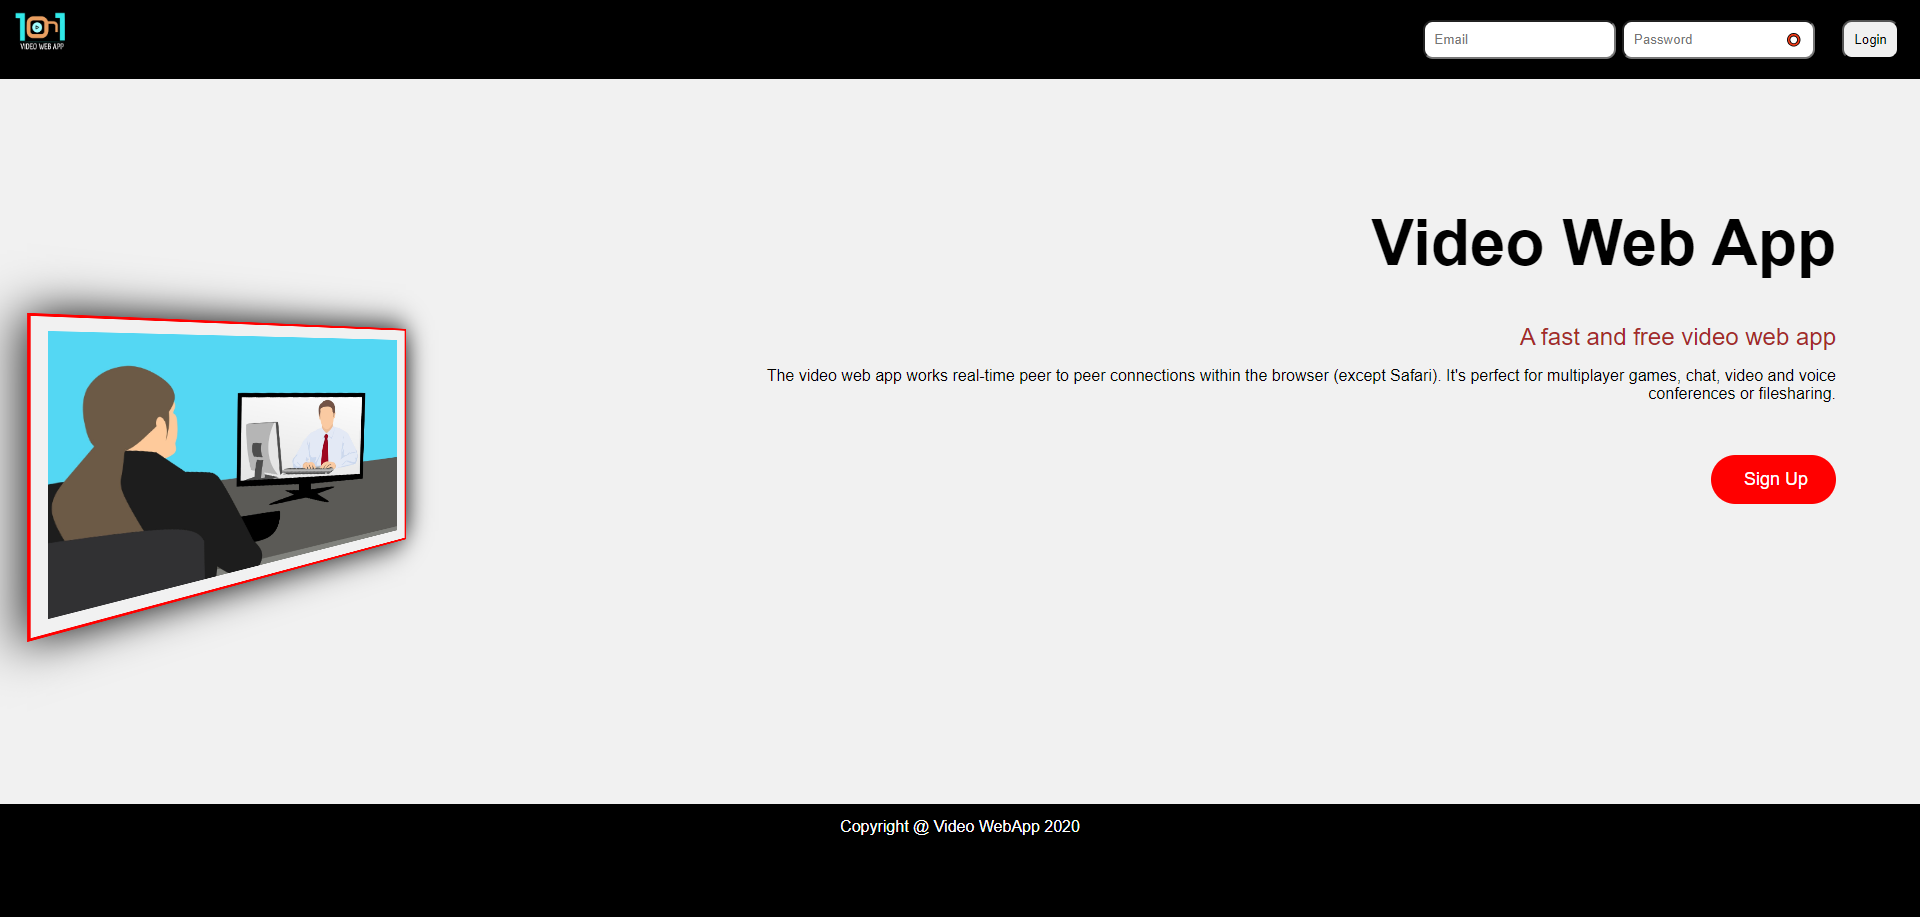 1on1
VIDEO WEB APP
Email
Password
Login
Video Web App
A fast and free video web app
The video web app works real-time peer to peer connections within the browser (except Safari). It's perfect for multiplayer games, chat, video and voice
conferences or filesharing.
Sign Up
Copyright @ Video WebApp 2020